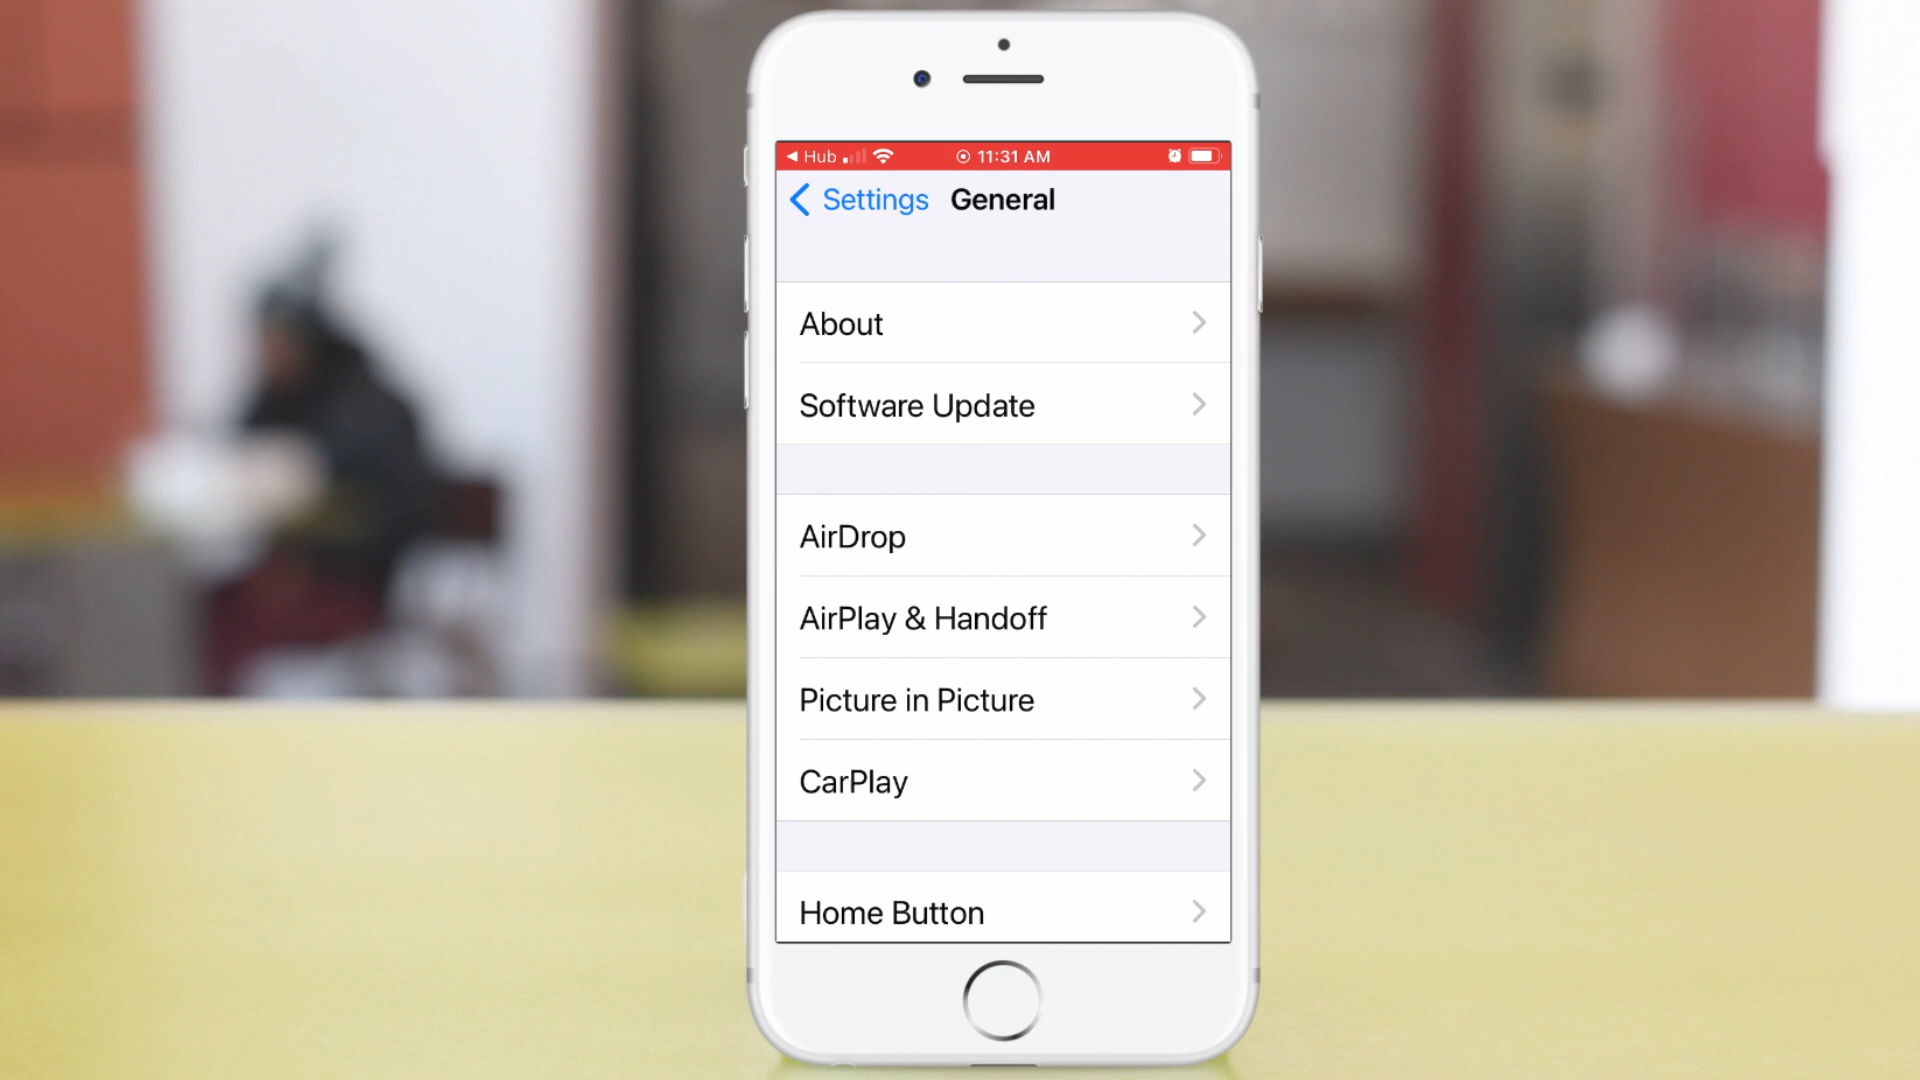 Hub 11:31 AM
Settings General
About
Software Update
AirDrop
AirPlay & Handoff
Picture in Picture
CarPlay
Home Button